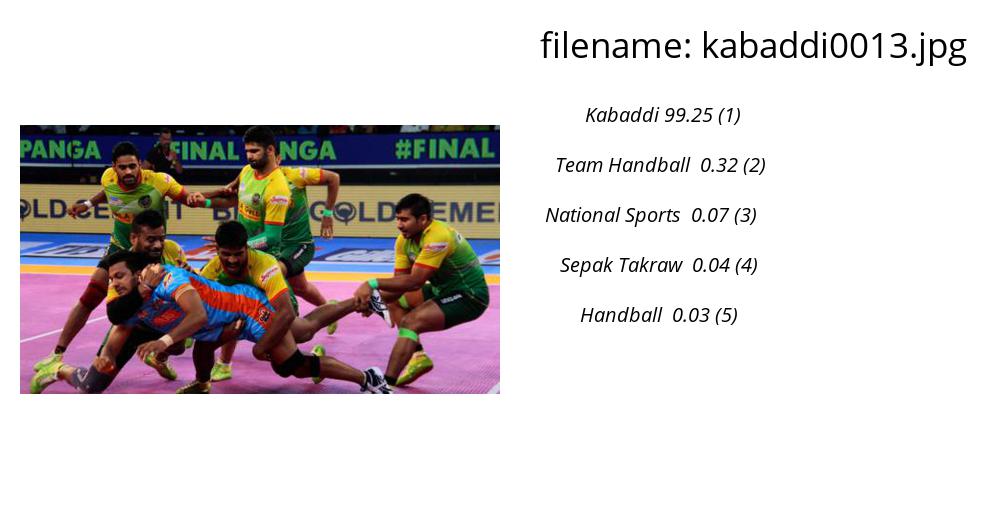 filename: kabaddi0013.jpg
Kabaddi 99.25 (1)
Team Handball 0.32 (2)
National Sports 0.07 (3)
Sepak Takraw 0.04 (4)
Handball 0.03 (5)
PANGA FINAL NGA #FINAL
GOLD